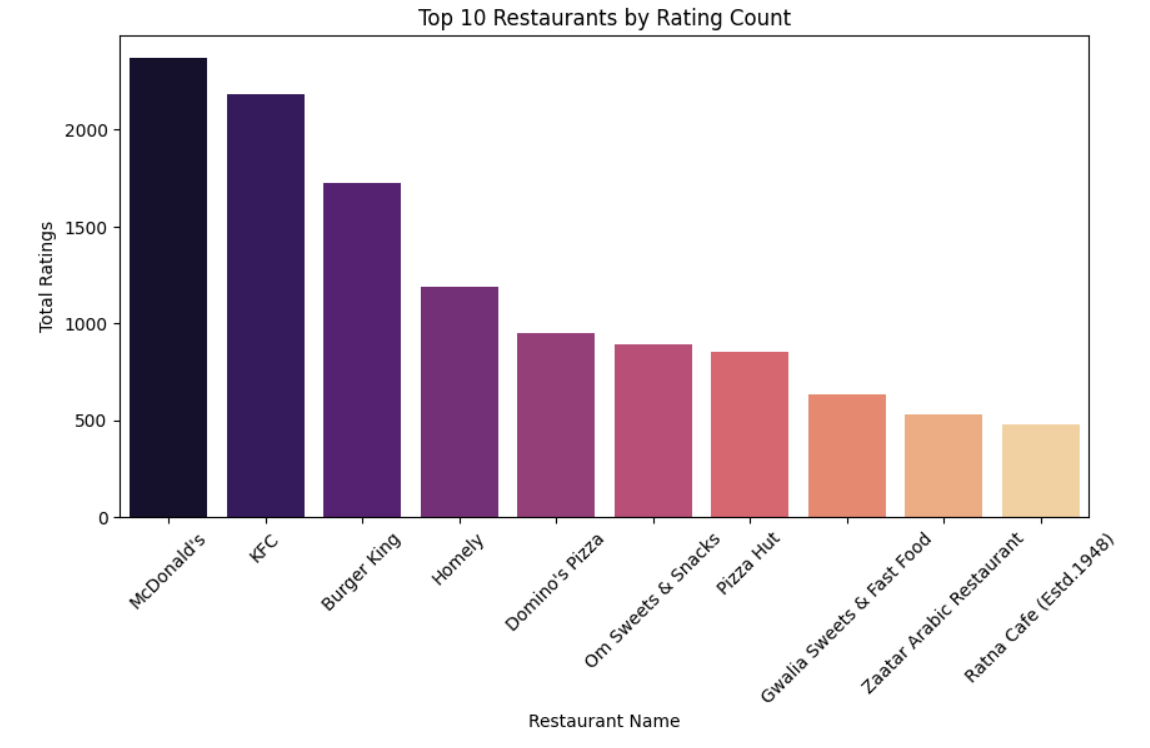 Top 10 Restaurants by Rating Count
Total Ratings
2000
1500
1000
500
0
McDonald's
KFC
Burger King
Homely
Domino's Pizza
Om Sweets & Snacks
Pizza Hut
Gwalia Sweets & Fast Food
Zaatar Arabic Restaurant
Ratna Cafe (Estd.1948)
Restaurant Name